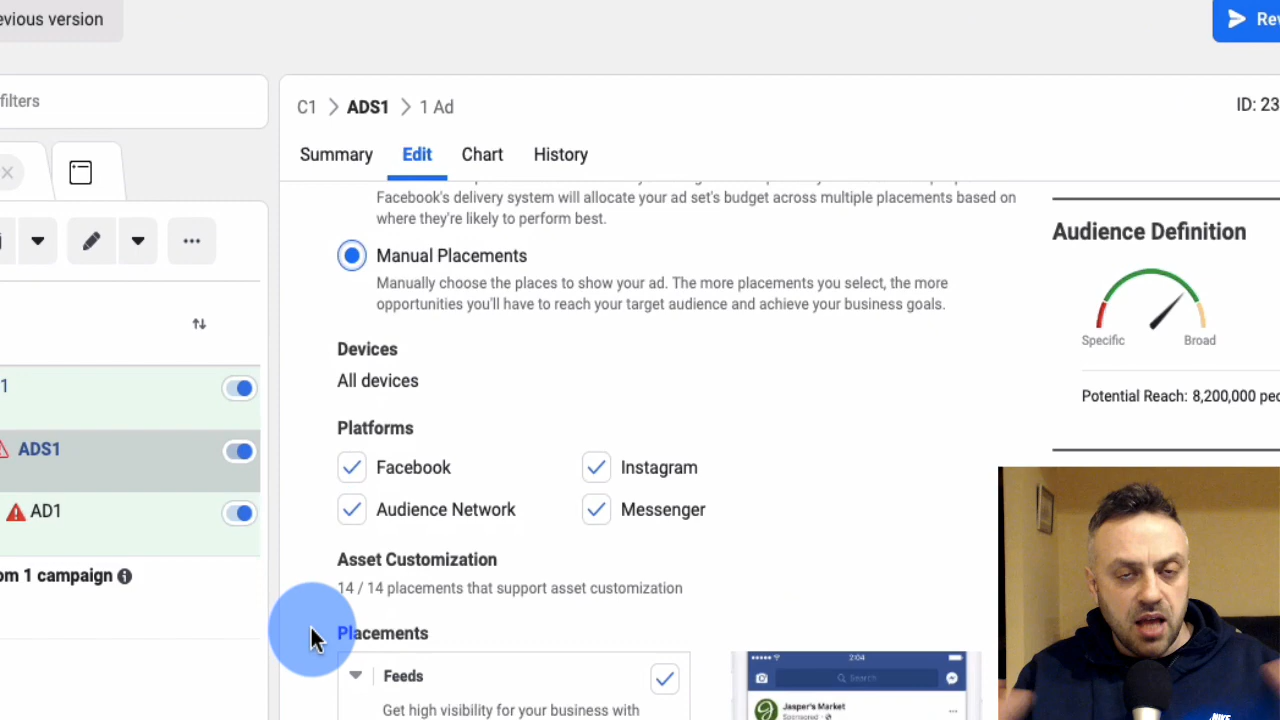 evious version
Rev
filters
C1 > ADS1 > 1 Ad
ID: 23
Summary Edit Chart History
Facebook's delivery system will allocate your ad set's budget across multiple placements based on
where they're likely to perform best.
Manual Placements
Manually choose the places to show your ad. The more placements you select, the more
opportunities you'll have to reach your target audience and achieve your business goals.
Audience Definition
Specific Broad
Potential Reach: 8,200,000 peo
Devices
All devices
Platforms
Facebook Instagram
Audience Network Messenger
Asset Customization
14 / 14 placements that support asset customization
Placements
Feeds
Get high visibility for your business with
1
ADS1
AD1
om 1 campaign
2:04
Search
Jasper's Market
Sponsored
NIKE